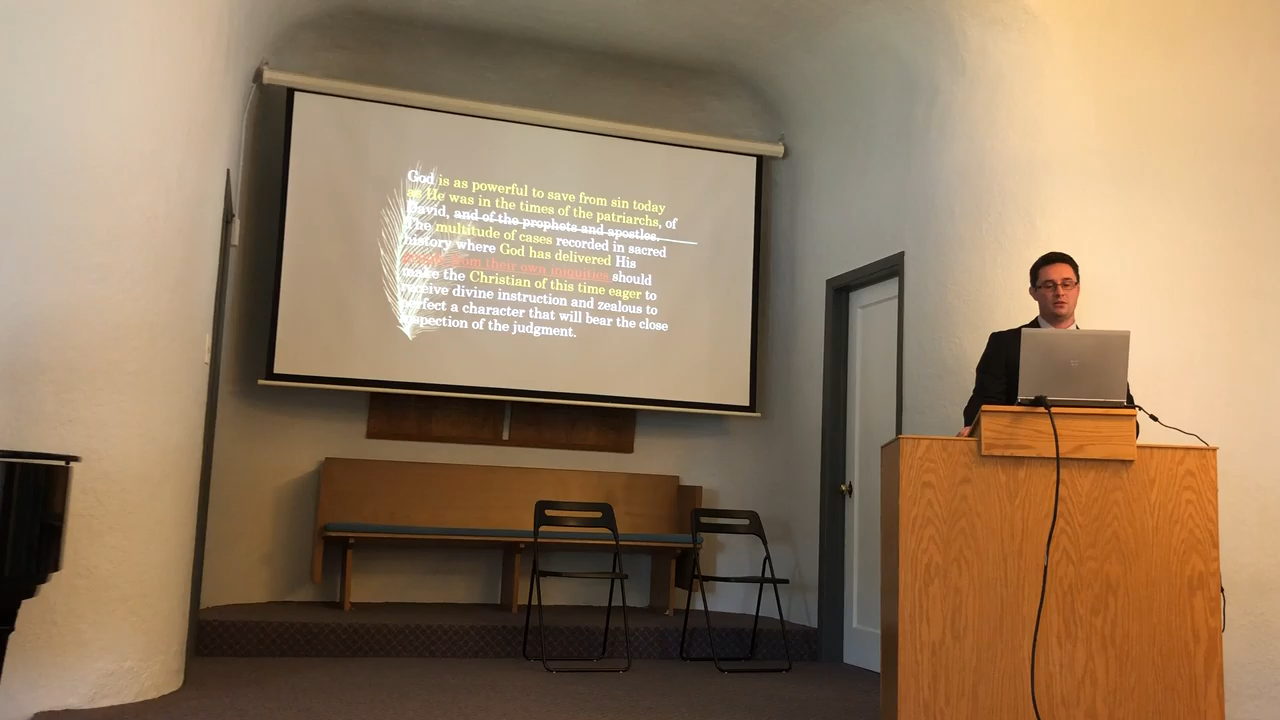 God is as powerful to save from sin today
as He was in the times of the patriarchs, of
David, and of the prophets and apostles.
The multitude of cases recorded in sacred
history where God has delivered His
people from their own iniquities should
make the Christian of this time eager to
receive divine instruction and zealous to
perfect a character that will bear the close
inspection of the judgment.